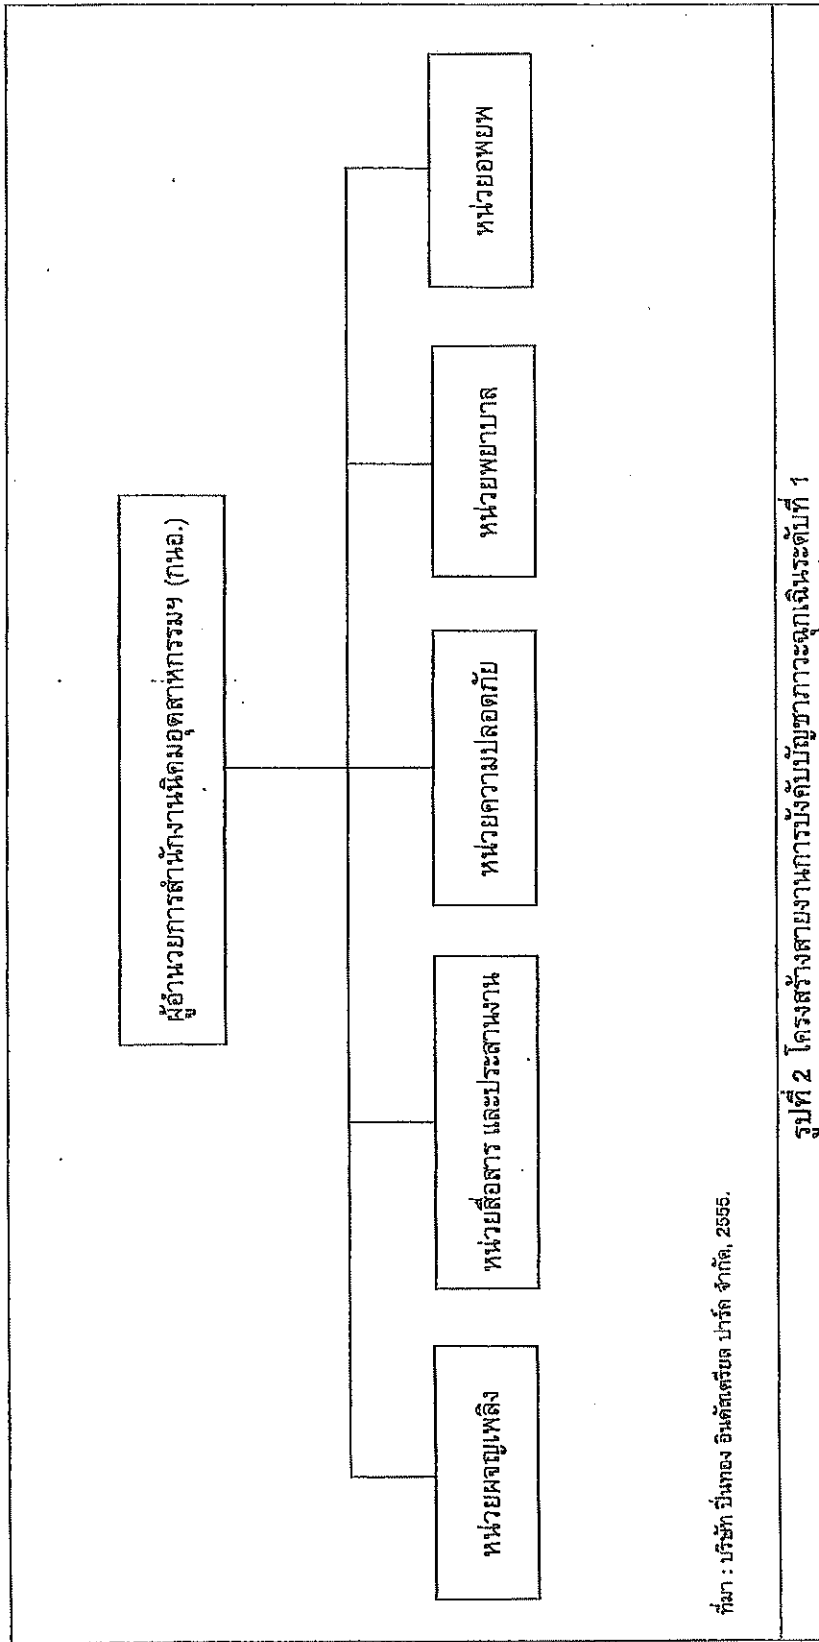 ผู้อำนวยการสำนักงานนิคมอุตสาหกรรมฯ (กนอ.)
หน่วยผจญเพลิง
หน่วยสื่อสาร และประสานงาน
หน่วยความปลอดภัย
หน่วยพยาบาล
หน่วยอพยพ
ที่มา : บริษัท ปิ่นทอง อินดัสเตรียล ปาร์ค จำกัด, 2555.
รูปที่ 2 โครงสร้างสายงานการบังคับบัญชาภาวะฉุกเฉินระดับที่ 1